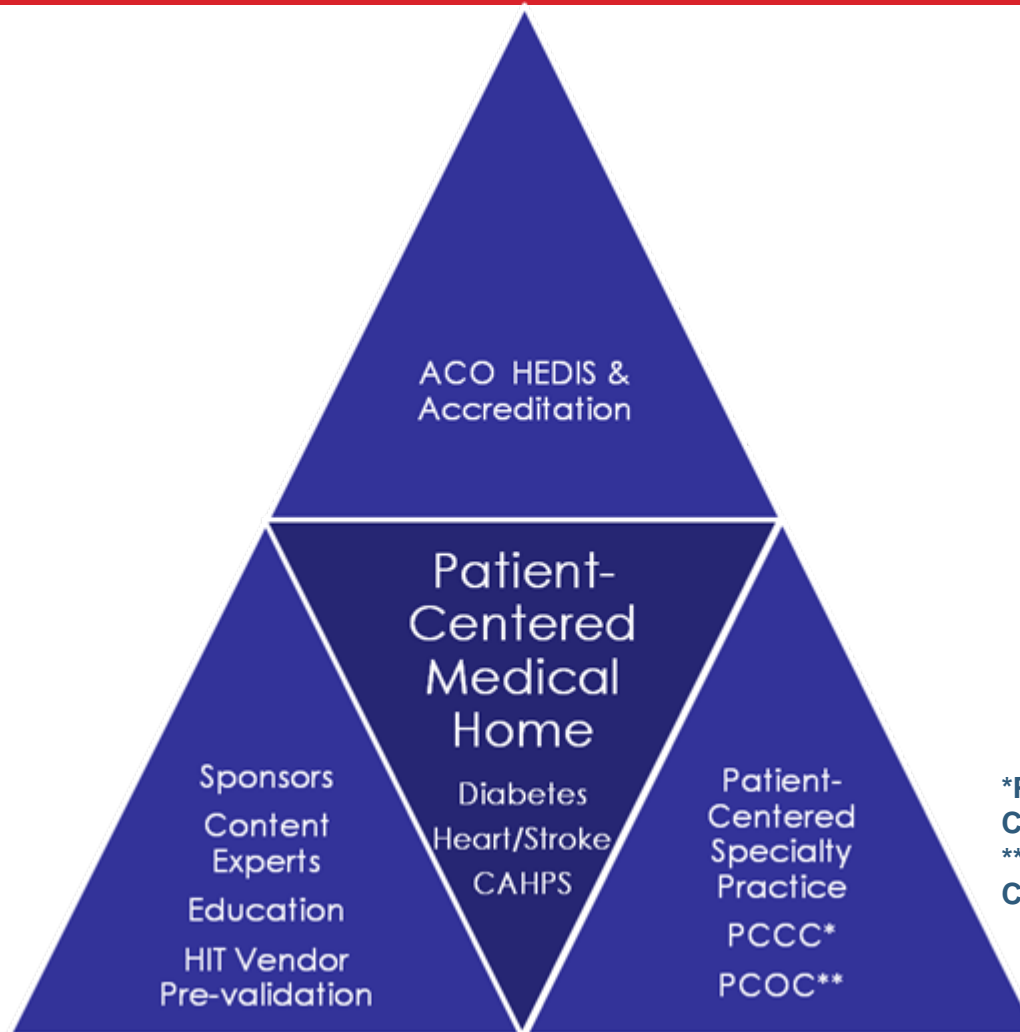 ACO HEDIS &
Accreditation
Patient-
Centered
Medical
Home
Diabetes
Heart/Stroke
CAHPS
Sponsors
Content
Experts
Education
HIT Vendor
Pre-validation
Patient-
Centered
Specialty
Practice
PCCC*
PCOC**